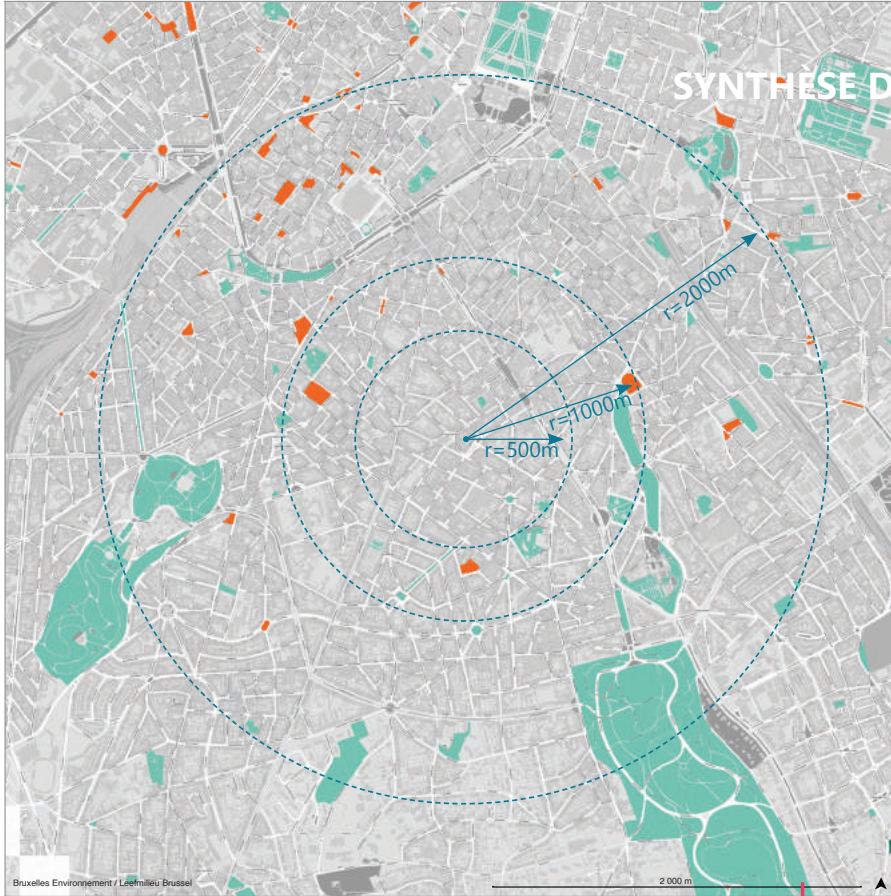 SYNTHÈSE D
r=2000m
r=1000m
r=500m
Bruxelles Environnement / Leefmilieu Brussel
2 000 m